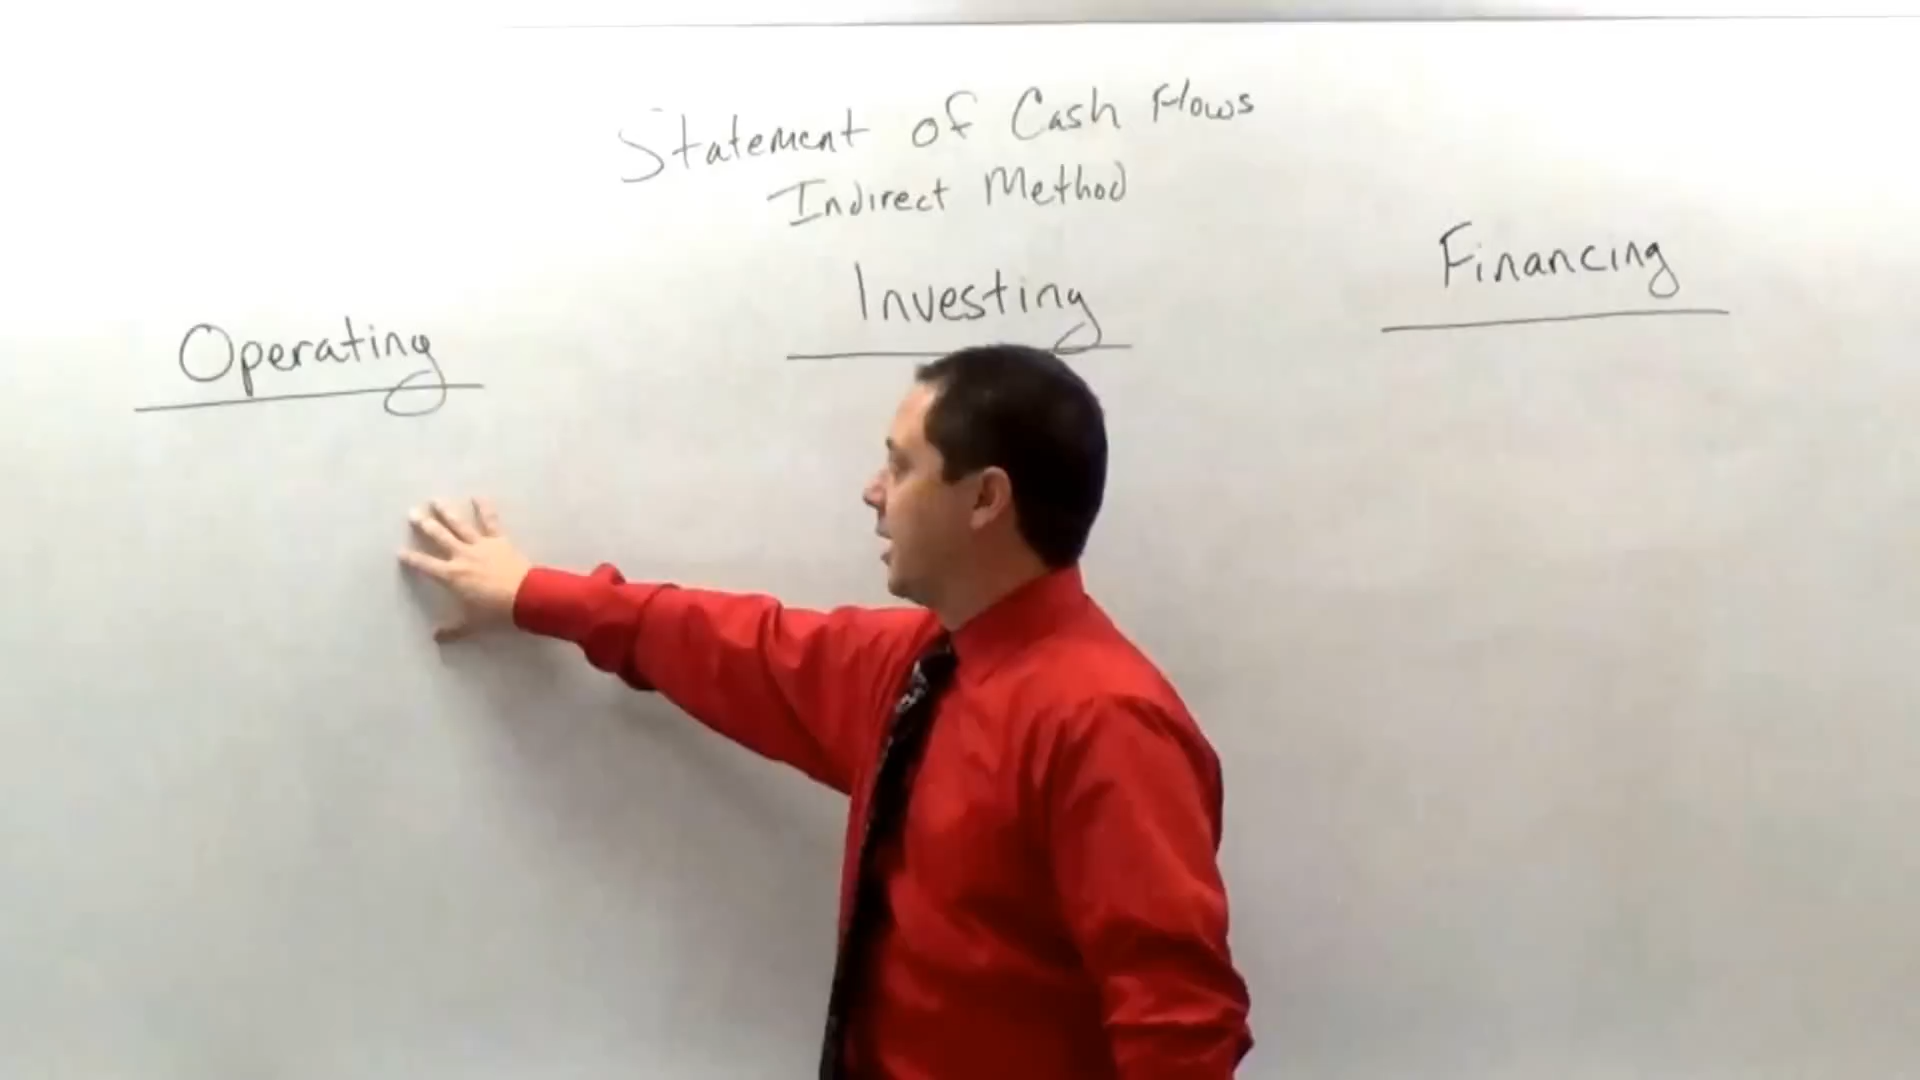 Statement of Cash Flows
Indirect Method
Operating
Investing
Financing